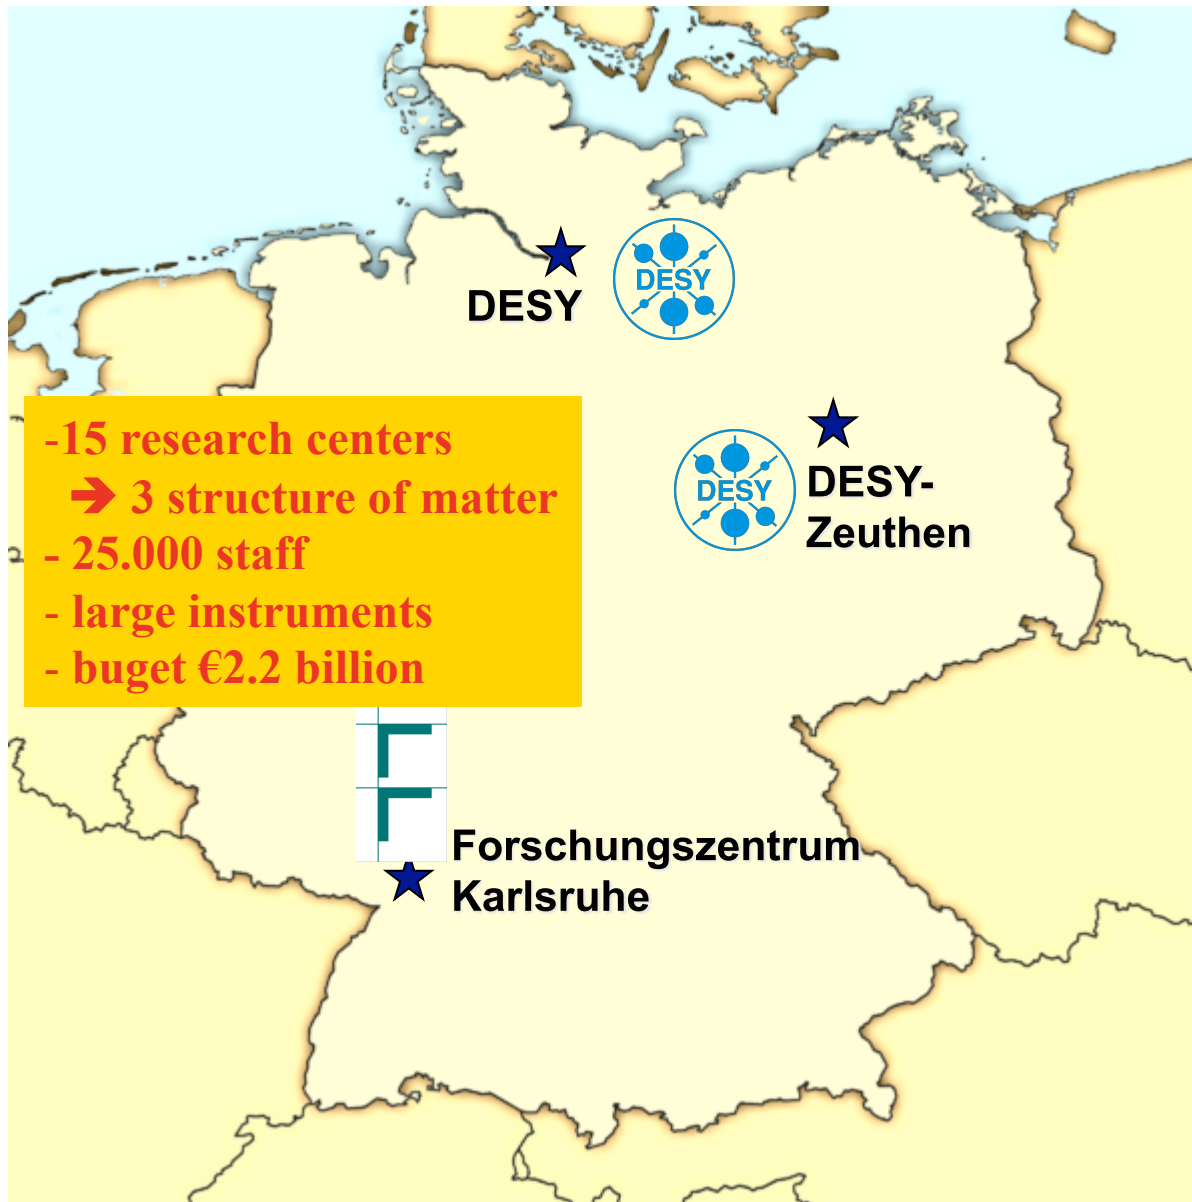 DESY
DESY
-15 research centers
➔ 3 structure of matter
- 25.000 staff
- large instruments
- buget €2.2 billion
DESY
DESY-
Zeuthen
Forschungszentrum
Karlsruhe